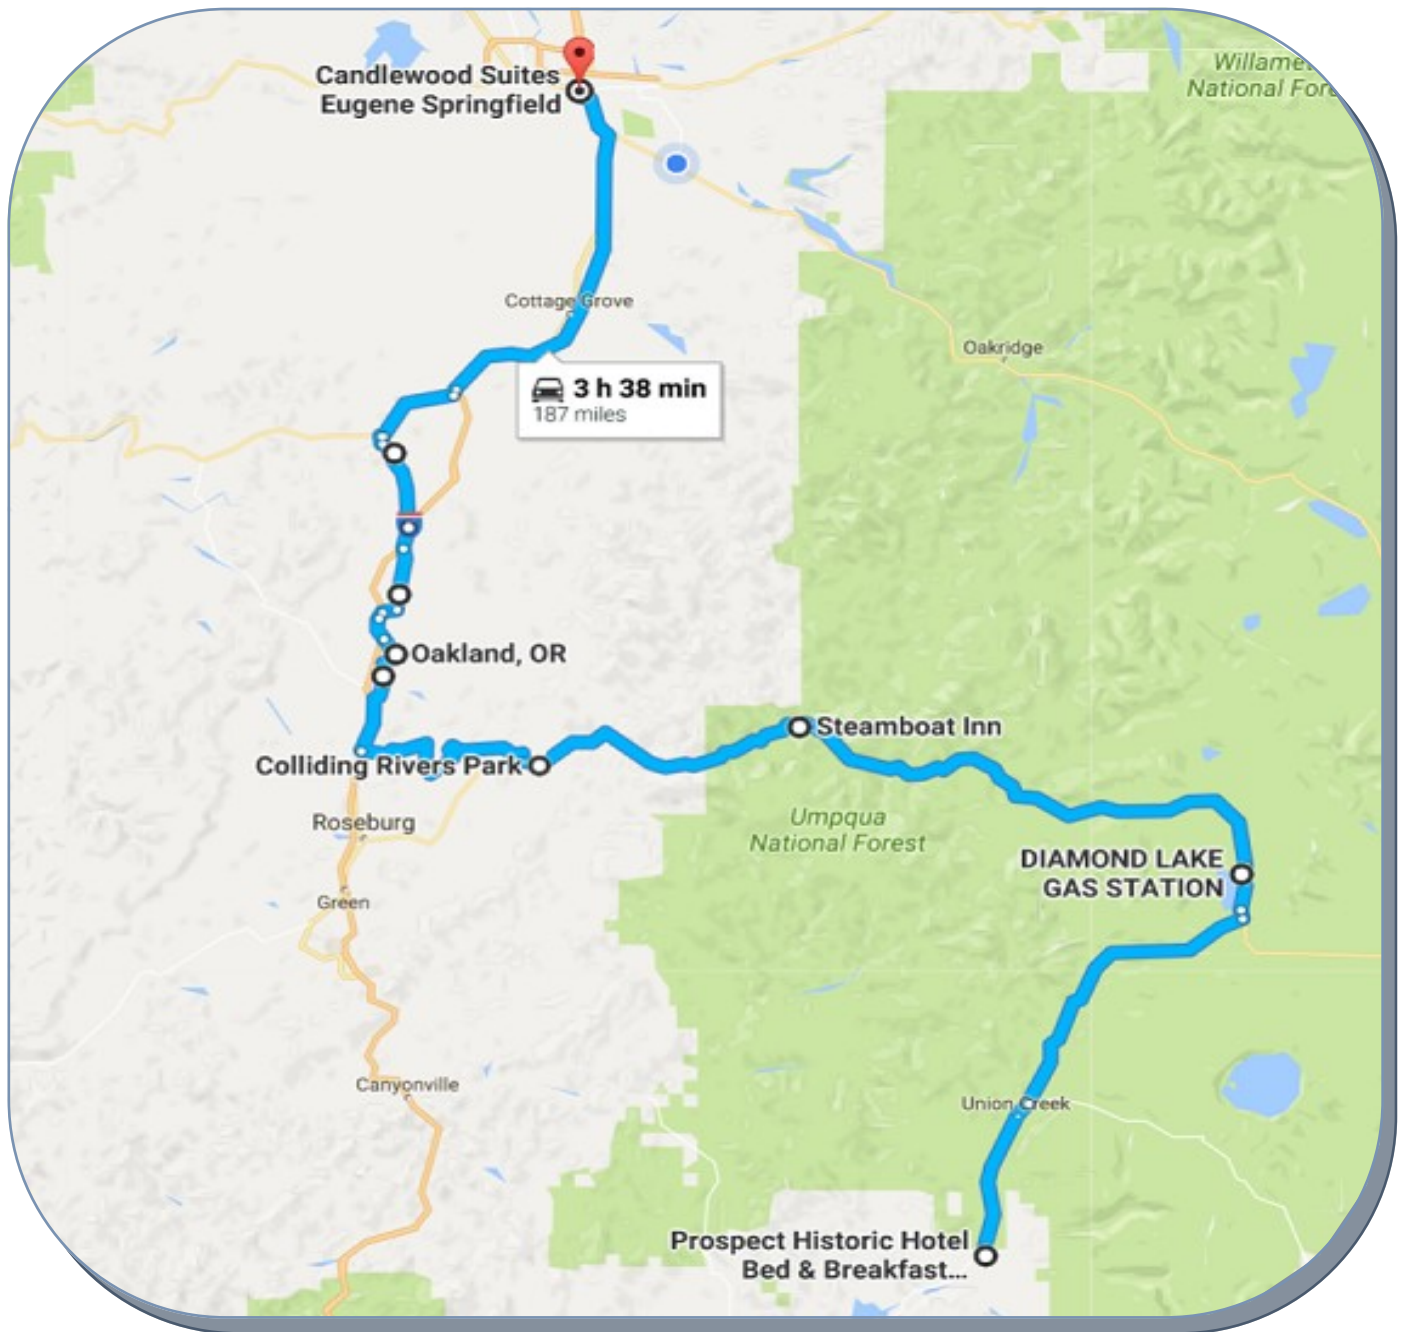 Willame
National Fore
Candlewood Suites
Eugene Springfield
Cottage Grove
Oakridge
3 h 38 min
187 miles
Oakland, OR
Steamboat Inn
Colliding Rivers Park
Roseburg
Umpqua
National Forest
DIAMOND LAKE
GAS STATION
Green
Canyonville
Union Creek
Prospect Historic Hotel
Bed & Breakfast...